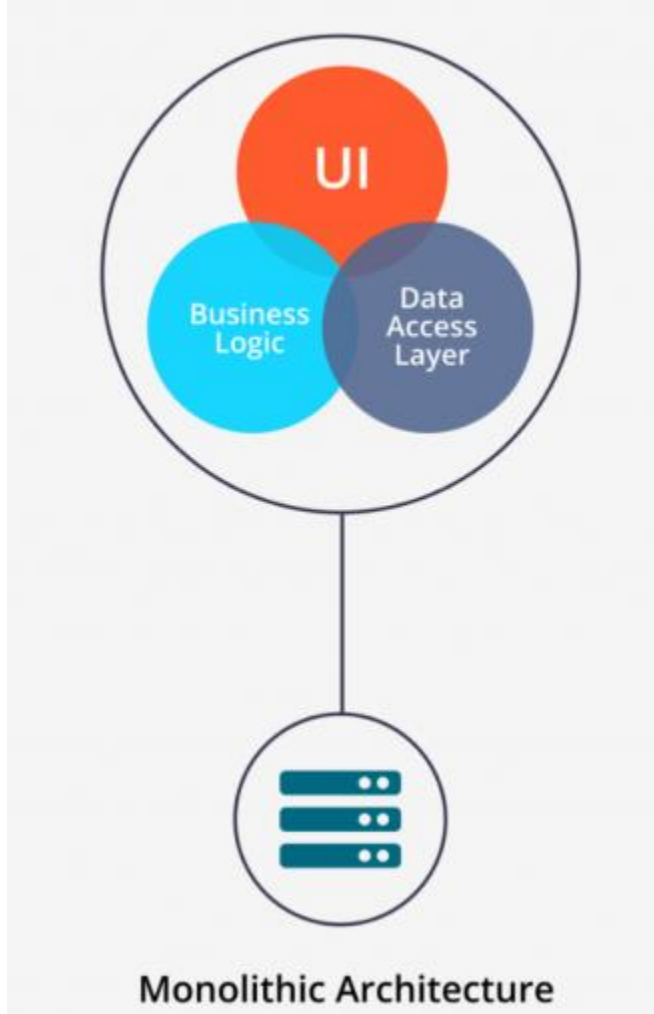 UI
Business
Logic
Data
Access
Layer
Monolithic Architecture